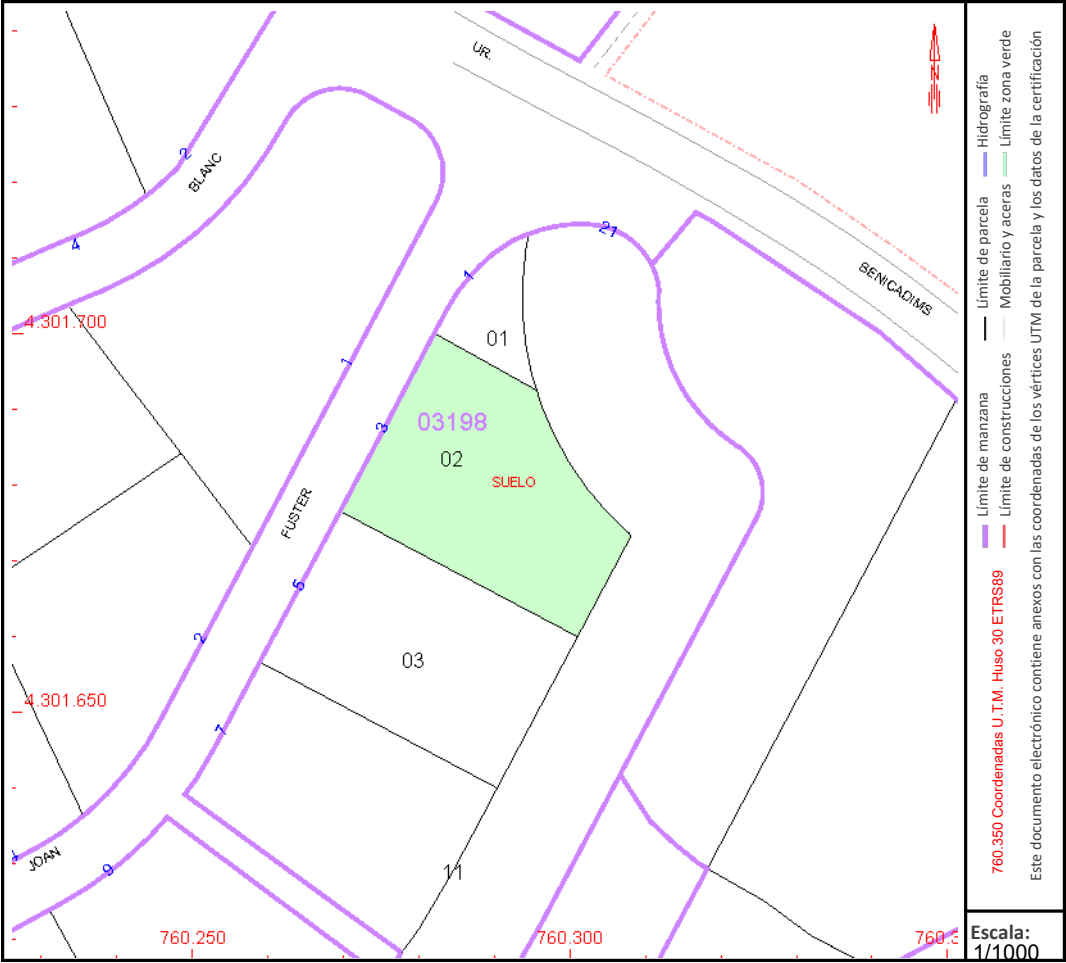 UR.
BLANC
2
4
21
1
BENICADIMS
4.301.700
01
1
03198
3
02
SUELO
FUSTER
5
2
03
4.301.650
7
JOAN
9
11
760.250
760.300
N
Límite de manzana
Límite de parcela
Hidrografía
Límite de construcciones
Mobiliario y aceras
Límite zona verde
760.350 Coordenadas U.T.M. Huso 30 ETRS89
Este documento electrónico contiene anexos con las coordenadas de los vértices UTM de la parcela y los datos de la certificación
Escala:
1/1000